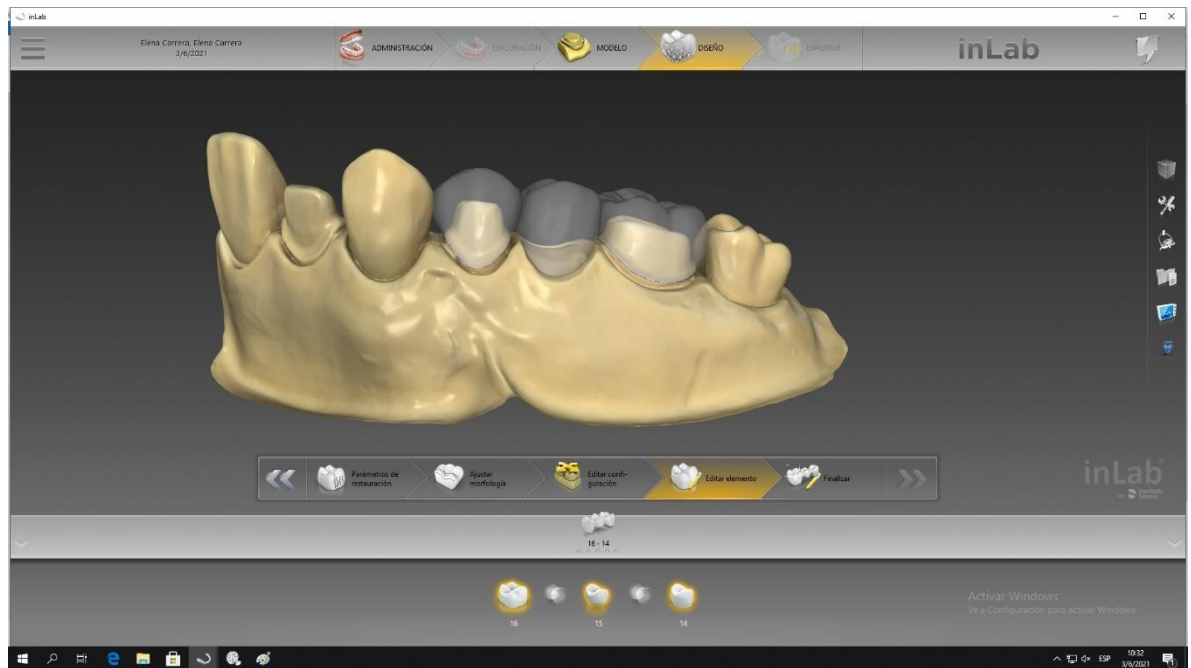 inLab
Elena Carrera, Elena Carrera
3/6/2021
ADMINISTRACIÓN
EXPLORACIÓN
MODELO
DISEÑO
EXPORTAR
inLab
Parámetros de
restauración
Ajustar
morfología
Editar confi-
guración
Editar elemento
Finalizar
inLab
Dentsply
Sirona
16 - 14
16
15
14
Activar Windows
Ve a Configuración para activar Windows.
ESP
10:32
3/6/2021